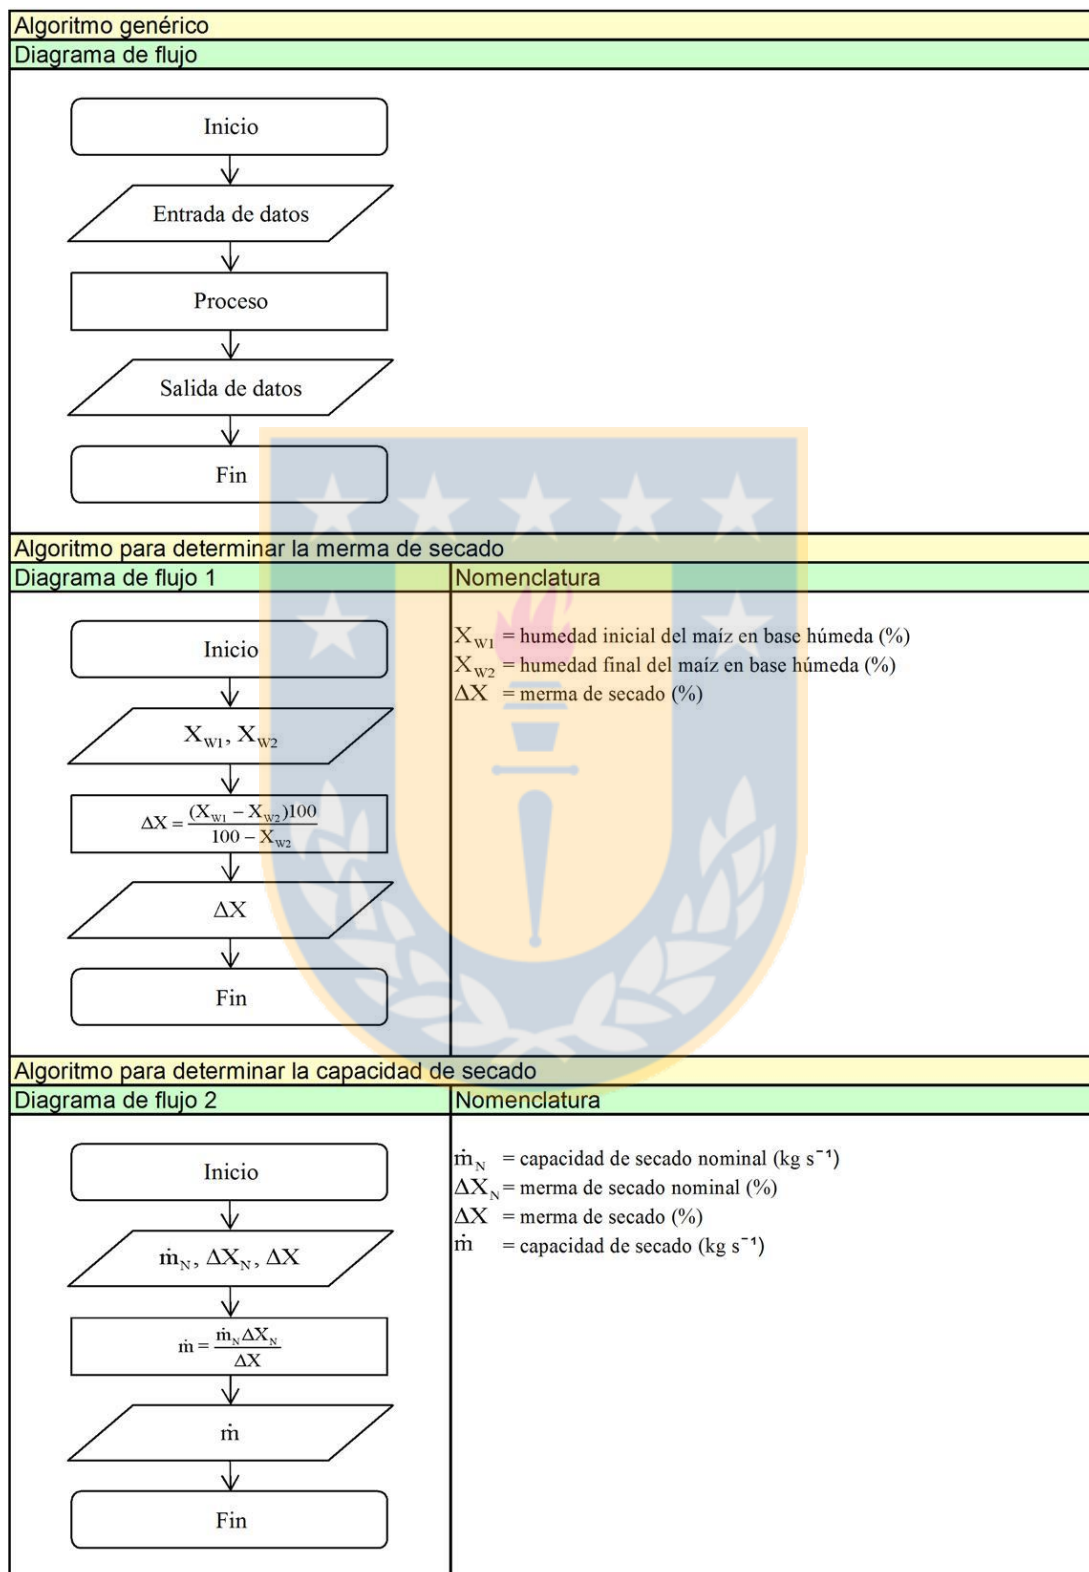 Algoritmo genérico
Diagrama de flujo
Inicio
Entrada de datos
Proceso
Salida de datos
Fin
Algoritmo para determinar la merma de secado
Diagrama de flujo 1
Nomenclatura
Inicio
X_W1, X_W2
ΔX = (X_W1 − X_W2)100 / 100 − X_W2
ΔX
Fin
X_W1 = humedad inicial del maíz en base húmeda (%)
X_W2 = humedad final del maíz en base húmeda (%)
ΔX = merma de secado (%)
Algoritmo para determinar la capacidad de secado
Diagrama de flujo 2
Nomenclatura
Inicio
ṁ_N, ΔX_N, ΔX
ṁ = ṁ_N ΔX_N / ΔX
ṁ
Fin
ṁ_N = capacidad de secado nominal (kg s⁻¹)
ΔX_N = merma de secado nominal (%)
ΔX = merma de secado (%)
ṁ = capacidad de secado (kg s⁻¹)